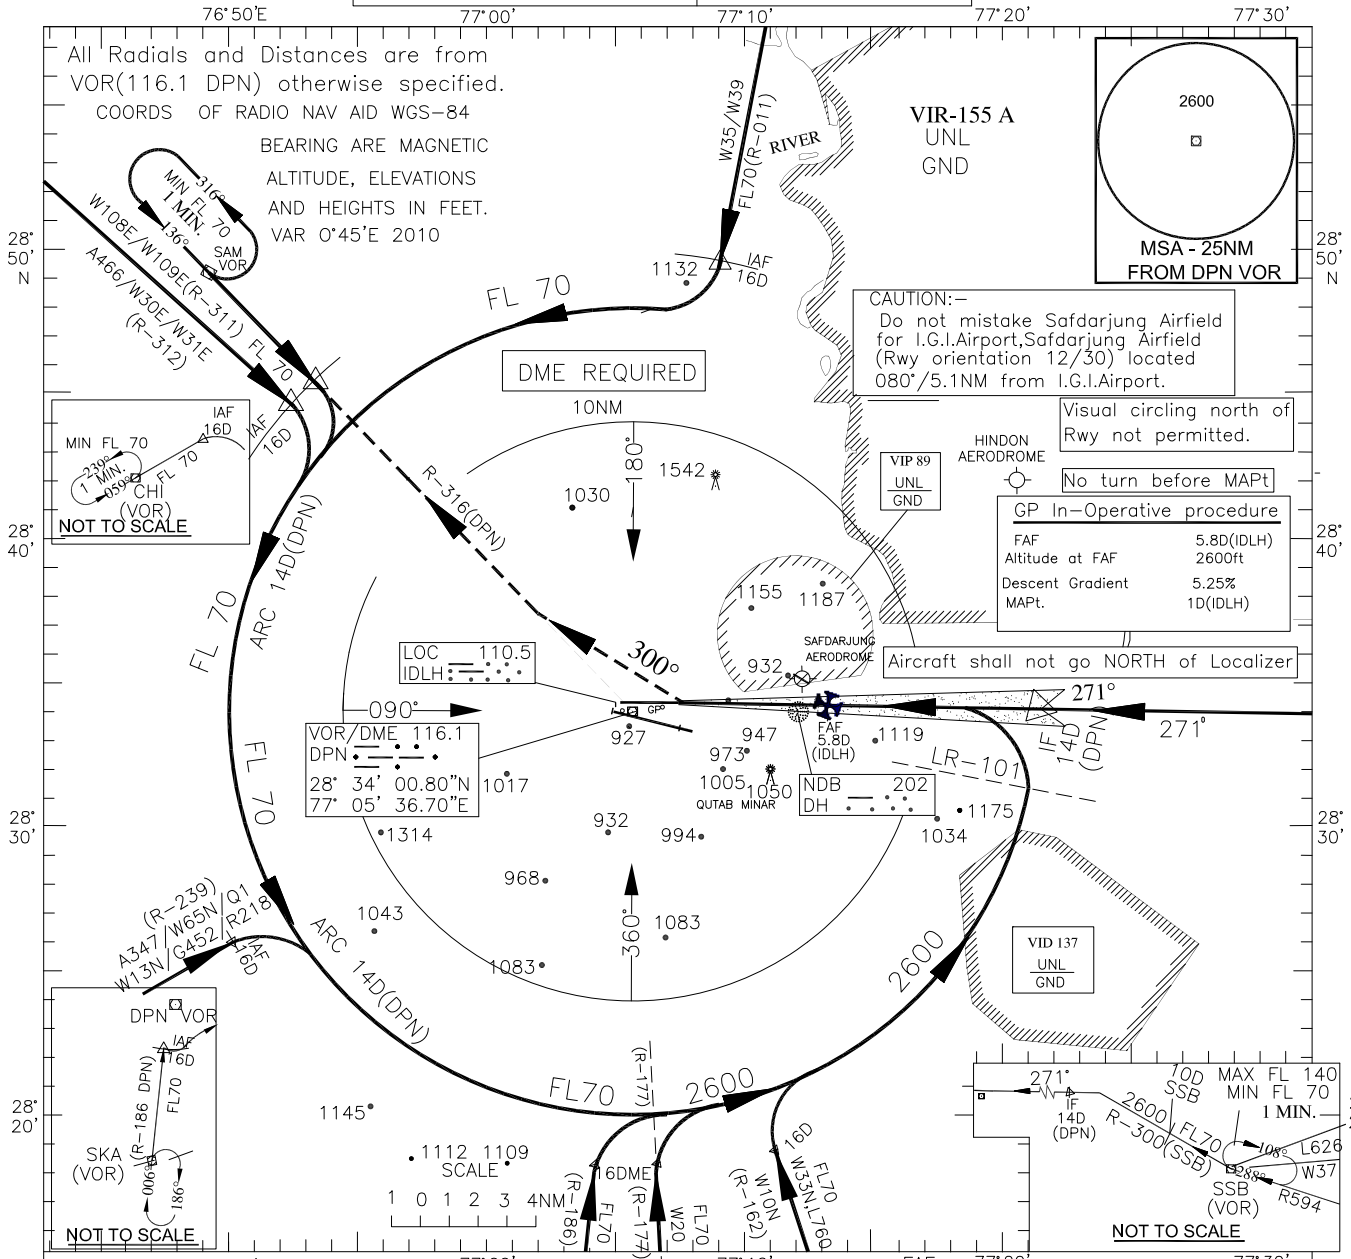 76°50'E
77°00'
77°10'
77°20'
77°30'
All Radials and Distances are from
VOR(116.1 DPN) otherwise specified.
COORDS OF RADIO NAV AID WGS-84
BEARING ARE MAGNETIC
ALTITUDE, ELEVATIONS
AND HEIGHTS IN FEET.
VAR 0°45'E 2010
316°
MIN FL 70
1 MIN.
136°
SAM
VOR
W108E/W109E(R-311) FL 70
A466/W30E/W31E
(R-312)
IAF
16D
W35/W39
FL70(R-011)
RIVER
IAF
16D
1132
FL 70
VIR-155 A
UNL
GND
2600
MSA - 25NM
FROM DPN VOR
28°
50'
N
28°
50'
N
CAUTION:-
Do not mistake Safdarjung Airfield
for I.G.I.Airport,Safdarjung Airfield
(Rwy orientation 12/30) located
080°/5.1NM from I.G.I.Airport.
Visual circling north of
Rwy not permitted.
HINDON
AERODROME
No turn before MAPt
GP In-Operative procedure
FAF 5.8D(IDLH)
Altitude at FAF 2600ft
Descent Gradient 5.25%
MAPt. 1D(IDLH)
Aircraft shall not go NORTH of Localizer
DME REQUIRED
10NM
180°
1542
1030
R-316(DPN)
VIP 89
UNL
GND
IAF
16D
MIN FL 70
239°
1 MIN.
059°
FL 70
CHI
(VOR)
NOT TO SCALE
28°
40'
28°
40'
FL 70
ARC 14D(DPN)
1155
1187
SAFDARJUNG
AERODROME
932
300°
LOC 110.5
IDLH
090°
GP
927
VOR/DME 116.1
DPN
28° 34' 00.80"N
77° 05' 36.70"E
FL 70
271°
271°
IF
14D
(DPN)
FAF
5.8D
(IDLH)
1119
947
973
1005
1050
QUTAB MINAR
LR-101
NDB 202
DH
1175
1034
1017
1314
932
994
28°
30'
28°
30'
968
1043
1083
1083
360°
(R-239)
A347/W65N/Q1
W13N/G452/R218
IAF
16D
ARC 14D(DPN)
2600
VID 137
UNL
GND
DPN VOR
IAF
16D
(R-186 DPN)
FL70
SKA
(VOR)
006°
186°
NOT TO SCALE
FL70
(R-177)
2600
28°
20'
28°
20'
1145
1112
1109
SCALE
1 0 1 2 3 4NM
(R-186)
FL70
16DME
(R-177)
W20
FL70
16D
FL70
W33N,L760
W10N
(R-162)
271°
IF
14D
(DPN)
10D
SSB
MAX FL 140
MIN FL 70
1 MIN.
2600
FL70
R-300(SSB)
108°
288°
L626
W37
R594
SSB
(VOR)
NOT TO SCALE